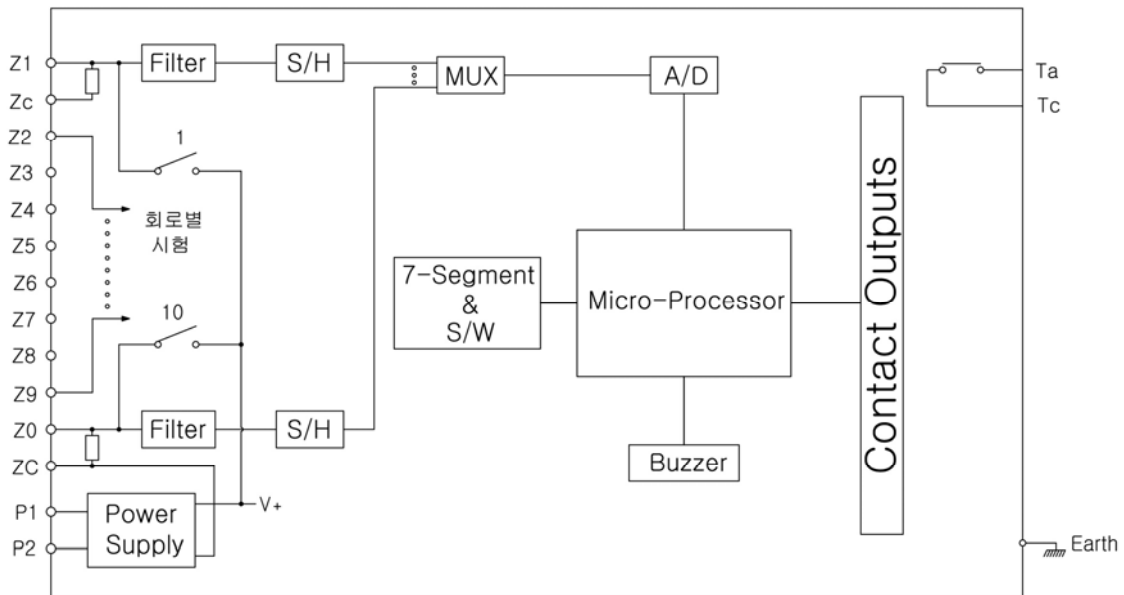 Z1
Zc
Z2
Z3
Z4
Z5
Z6
Z7
Z8
Z9
Z0
ZC
P1
P2
Filter
S/H
MUX
A/D
1
회로별
시험
10
Filter
S/H
Power
Supply
V+
7-Segment
&
S/W
Micro-Processor
Buzzer
Contact Outputs
Ta
Tc
Earth